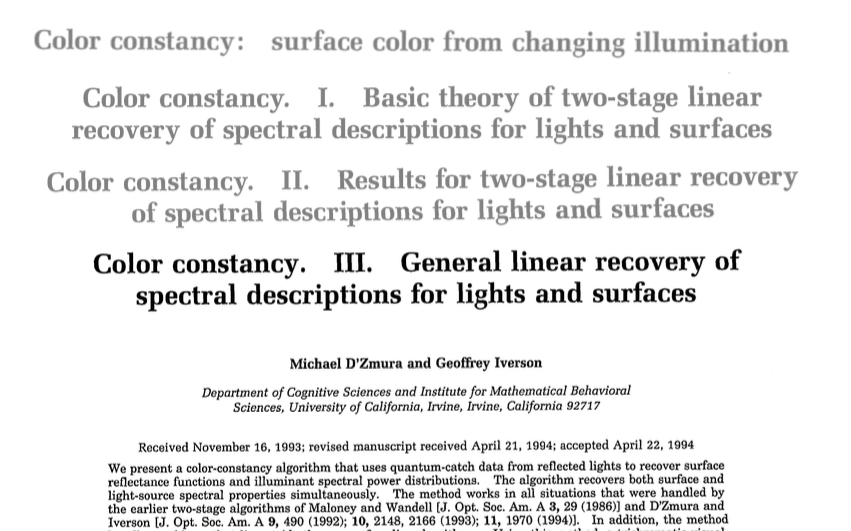 Color constancy: surface color from changing illumination
Color constancy. I. Basic theory of two-stage linear
recovery of spectral descriptions for lights and surfaces
Color constancy. II. Results for two-stage linear recovery
of spectral descriptions for lights and surfaces
Color constancy. III. General linear recovery of
spectral descriptions for lights and surfaces
Michael D'Zmura and Geoffrey Iverson
Department of Cognitive Sciences and Institute for Mathematical Behavioral
Sciences, University of California, Irvine, Irvine, California 92717
Received November 16, 1993; revised manuscript received April 21, 1994; accepted April 22, 1994
We present a color-constancy algorithm that uses quantum-catch data from reflected lights to recover surface
reflectance functions and illuminant spectral power distributions. The algorithm recovers both surface and
light-source spectral properties simultaneously. The method works in all situations that were handled by
the earlier two-stage algorithms of Maloney and Wandell [J. Opt. Soc. Am. A 3, 29 (1986)] and D'Zmura and
Iverson [J. Opt. Soc. Am. A 9, 490 (1992); 10, 2148, 2166 (1993); 11, 1970 (1994)]. In addition, the method